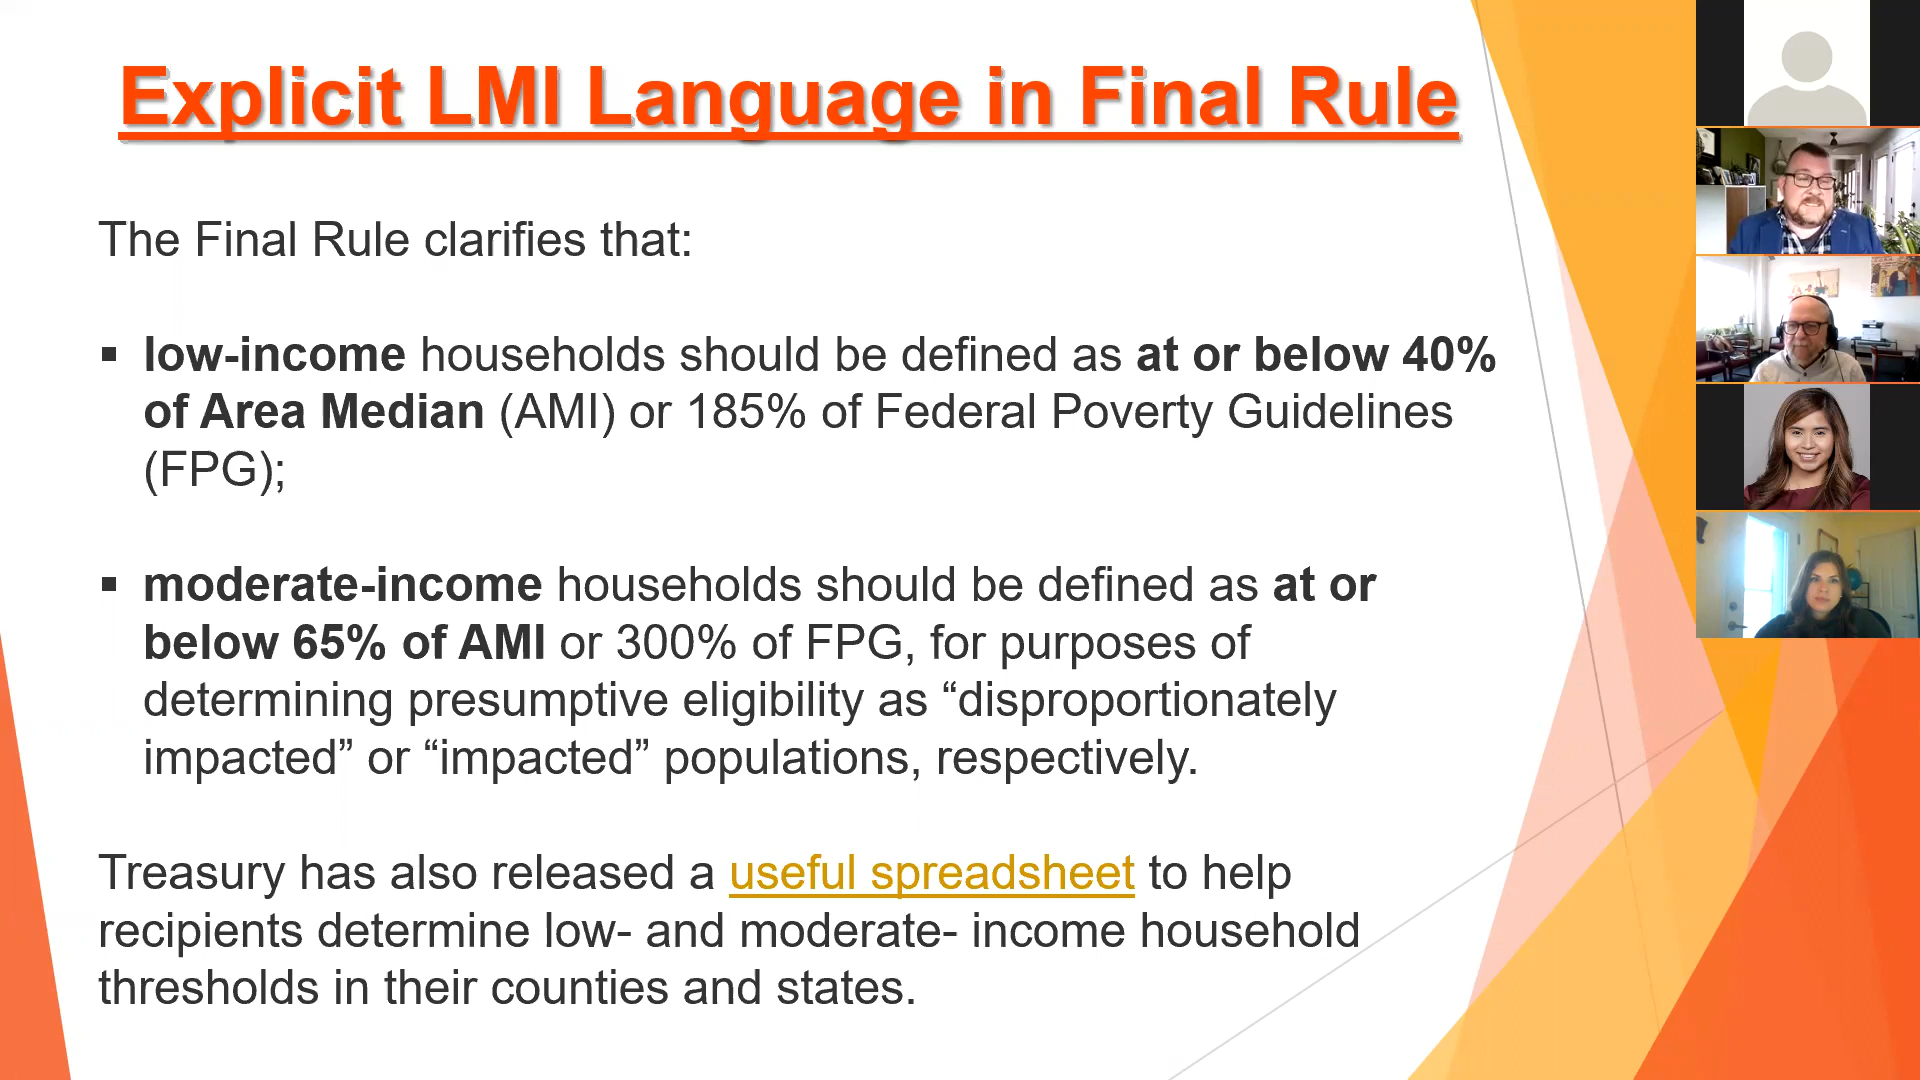 Explicit LMI Language in Final Rule
The Final Rule clarifies that:
▪ low-income households should be defined as at or below 40%
of Area Median (AMI) or 185% of Federal Poverty Guidelines
(FPG);
▪ moderate-income households should be defined as at or
below 65% of AMI or 300% of FPG, for purposes of
determining presumptive eligibility as “disproportionately
impacted” or “impacted” populations, respectively.
Treasury has also released a useful spreadsheet to help
recipients determine low- and moderate- income household
thresholds in their counties and states.